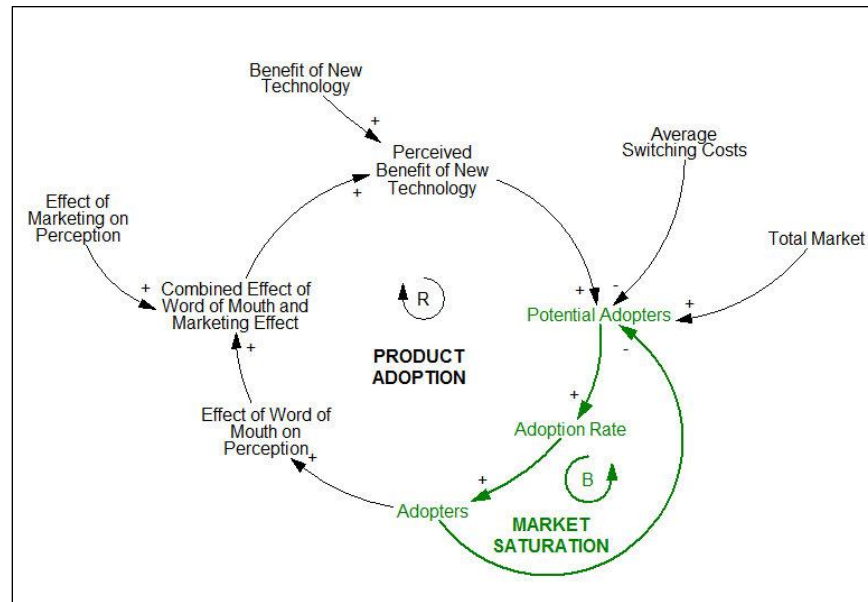 Benefit of New
Technology
+
Perceived
Benefit of New
Technology
+
Average
Switching Costs
Effect of
Marketing on
Perception
Total Market
+
Combined Effect of
Word of Mouth and
Marketing Effect
R
+
-
+
Potential Adopters
+
-
PRODUCT
ADOPTION
+
Effect of Word of
Mouth on
Perception
+
Adoption Rate
+
B
Adopters
MARKET
SATURATION